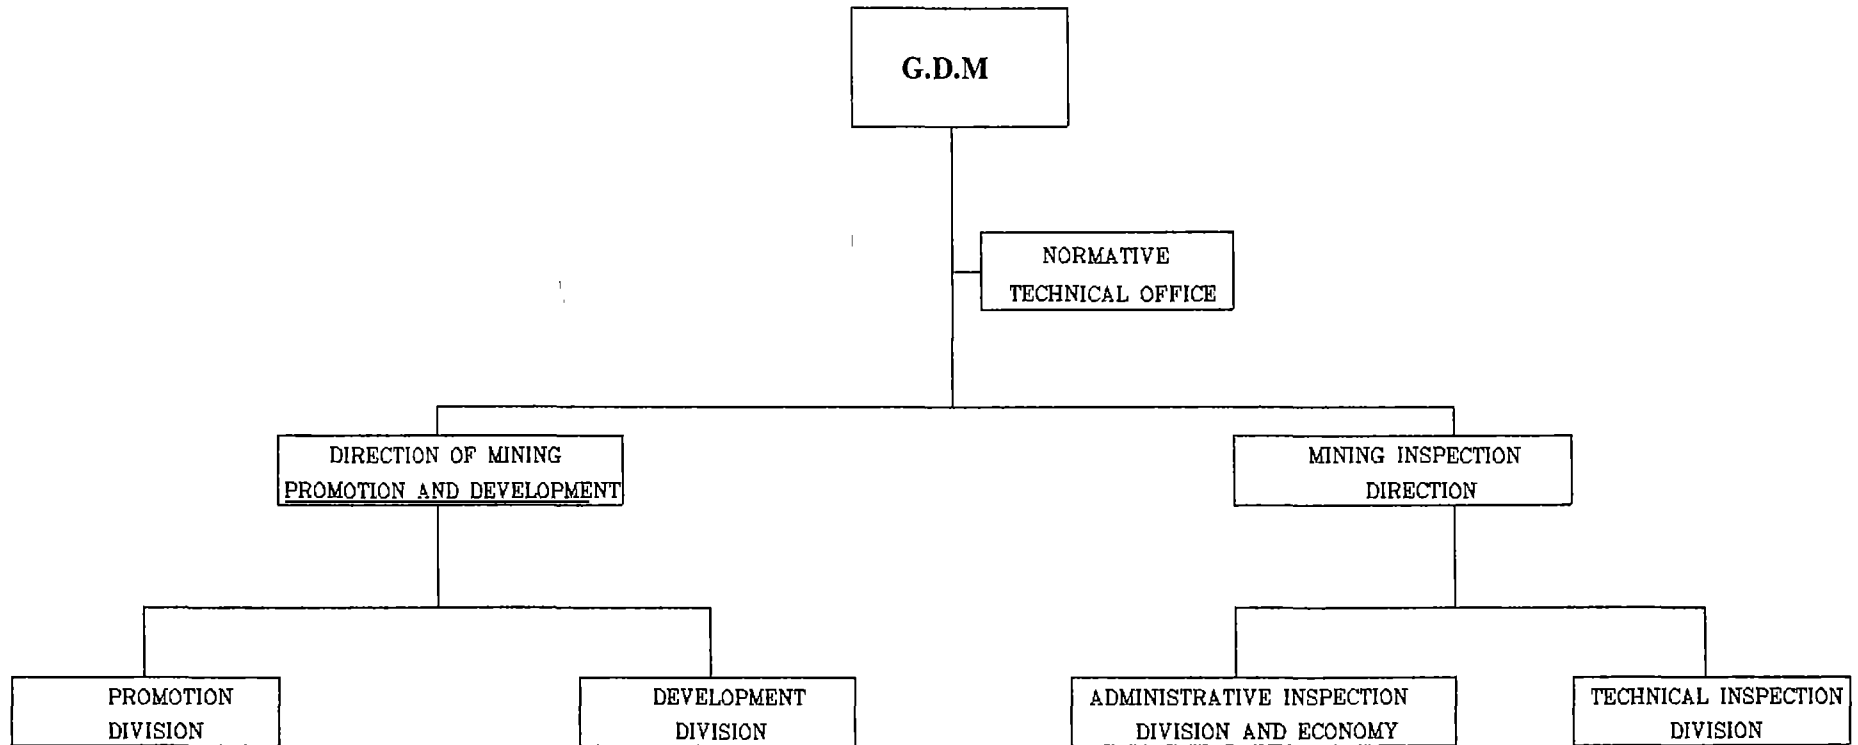 G.D.M
NORMATIVE
TECHNICAL OFFICE
DIRECTION OF MINING
PROMOTION AND DEVELOPMENT
MINING INSPECTION
DIRECTION
PROMOTION
DIVISION
DEVELOPMENT
DIVISION
ADMINISTRATIVE INSPECTION
DIVISION AND ECONOMY
TECHNICAL INSPECTION
DIVISION